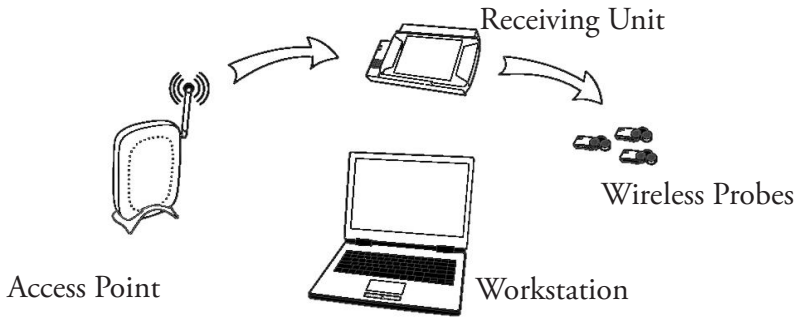 Receiving Unit
Wireless Probes
Access Point
Workstation